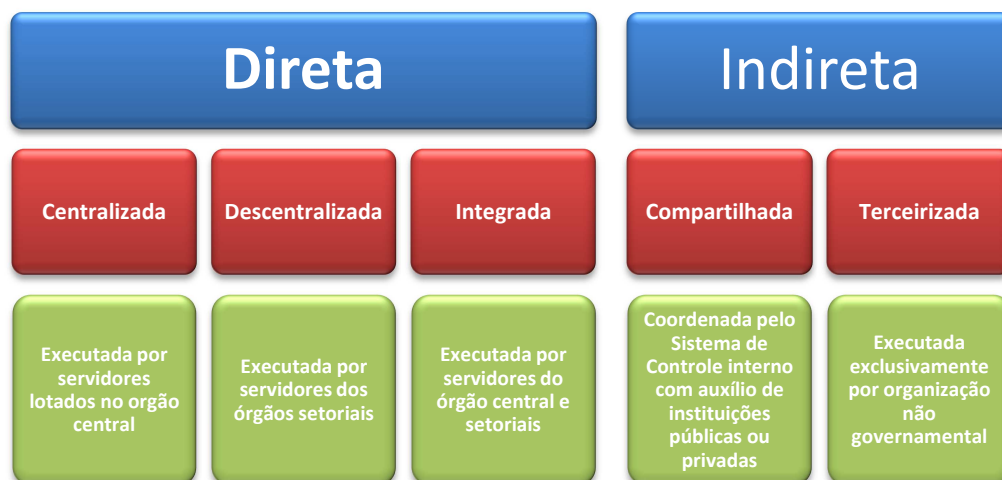 Direta
Indireta
Centralizada
Descentralizada
Integrada
Compartilhada
Terceirizada
Executada por
servidores
lotados no orgão
central
Executada por
servidores dos
órgãos setoriais
Executada por
servidores do
órgão central e
setoriais
Coordenada pelo
Sistema de
Controle interno
com auxílio de
instituições
públicas ou
privadas
Executada
exclusivamente
por organização
não
governamental